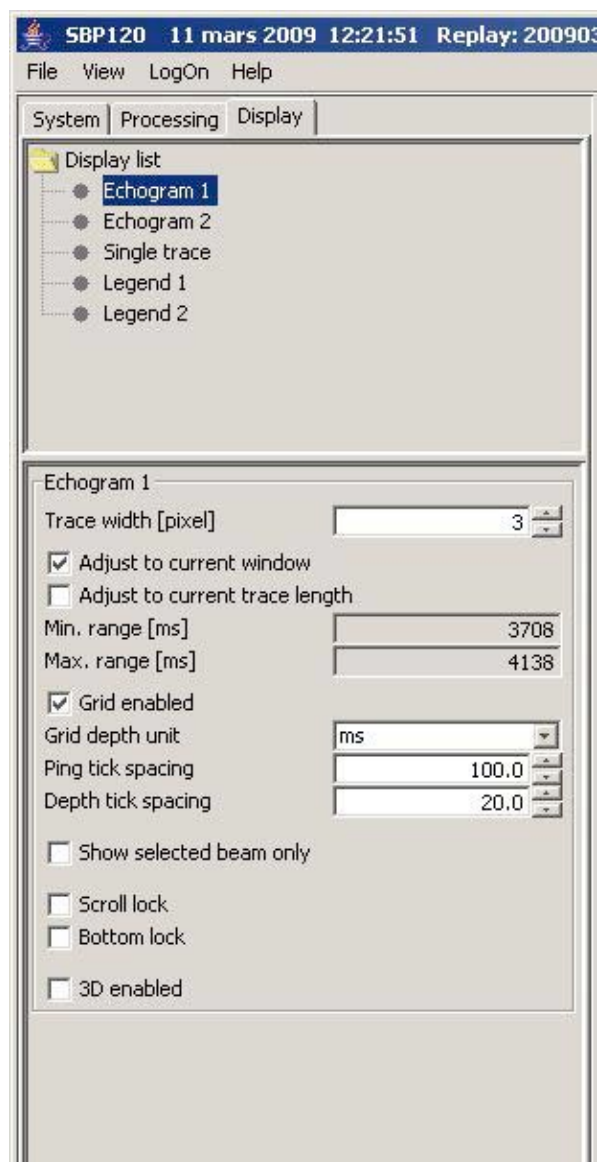 SBP120 11 mars 2009 12:21:51 Replay: 200903
File View LogOn Help
System Processing Display
Display list
Echogram 1
Echogram 2
Single trace
Legend 1
Legend 2
Echogram 1
Trace width [pixel] 3
Adjust to current window
Adjust to current trace length
Min. range [ms] 3708
Max. range [ms] 4138
Grid enabled
Grid depth unit ms
Ping tick spacing 100.0
Depth tick spacing 20.0
Show selected beam only
Scroll lock
Bottom lock
3D enabled